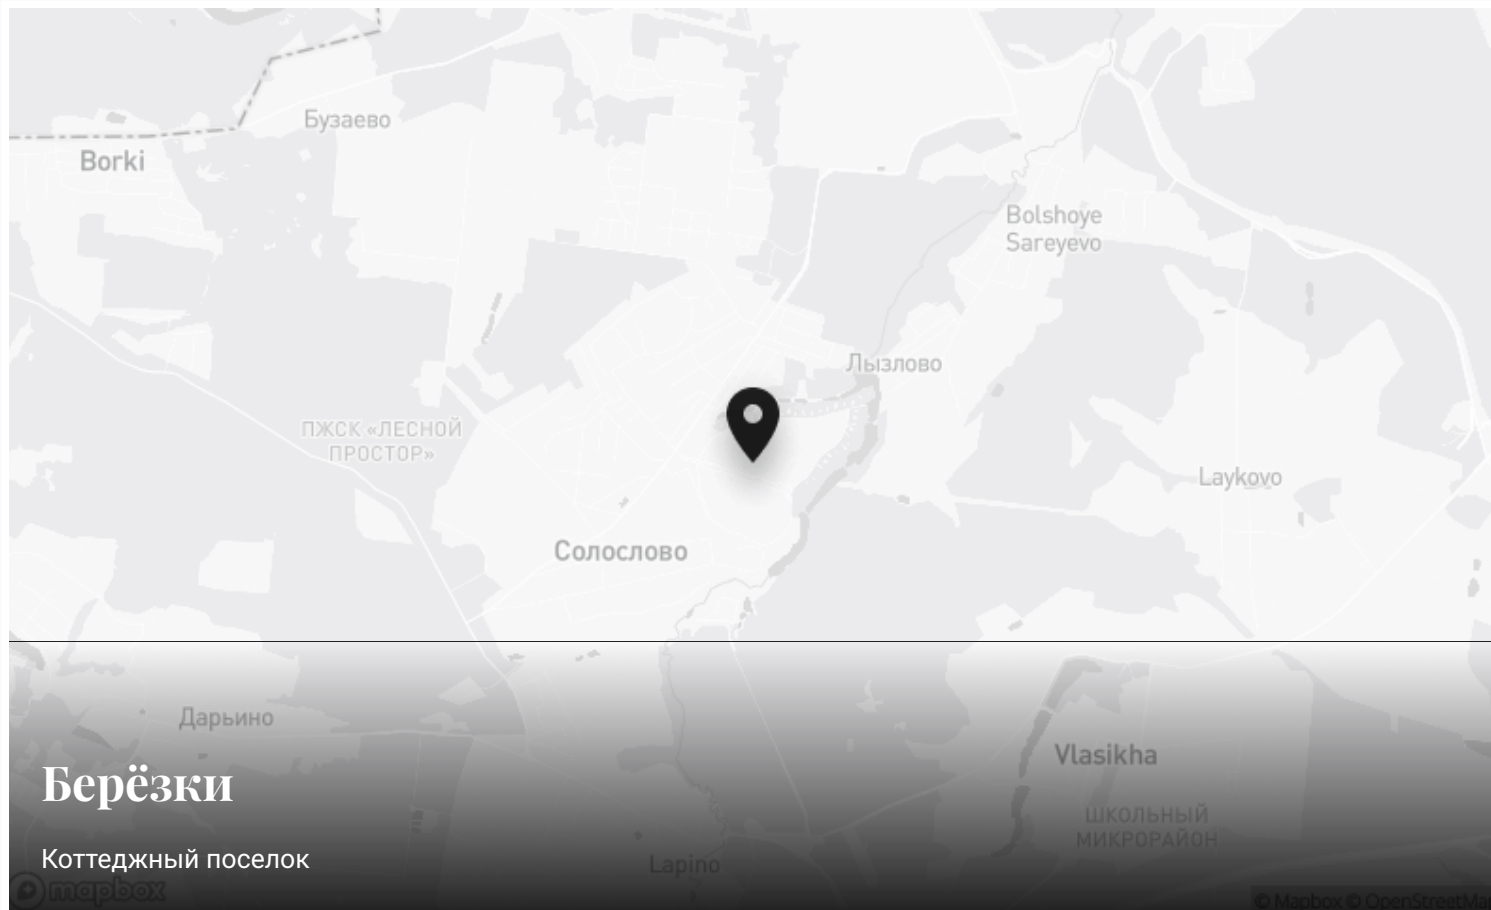 Бузаево
Borki
Bolshoye
Sareyevo
Лызлово
ПЖСК «ЛЕСНОЙ
ПРОСТОР»
Laykovo
Солослово
Дарьино
Vlasikha
Берёзки
ШКОЛЬНЫЙ
МИКРОРАЙОН
Коттеджный поселок
Lapino
mapbox
© Mapbox © OpenStreetMap